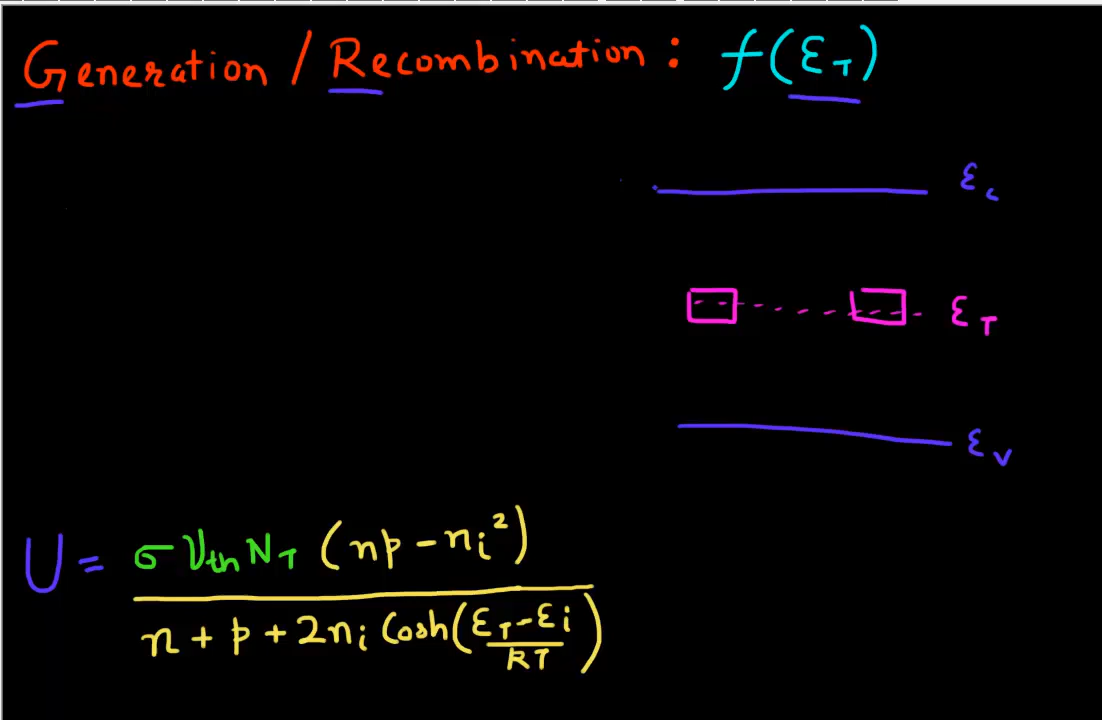 Generation / Recombination : f(ε_T)
ε_c
ε_T
ε_v
U = σ V_th N_T (np - n_i²)
n + p + 2n_i Cosh(ε_T - ε_i / kT)